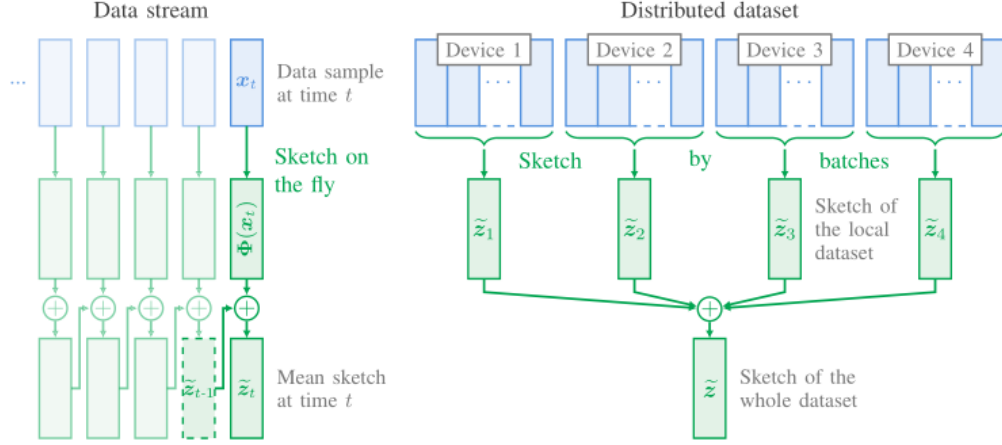 Data stream
...
x_t
Data sample
at time t
Sketch on
the fly
Φ(x_t)
+ + + + +
z̃_{t-1}
z̃_t
Mean sketch
at time t
Distributed dataset
Device 1 Device 2 Device 3 Device 4
... ... ... ...
Sketch by batches
z̃_1 z̃_2 z̃_3 z̃_4
Sketch of
the local
dataset
+
z̃
Sketch of the
whole dataset